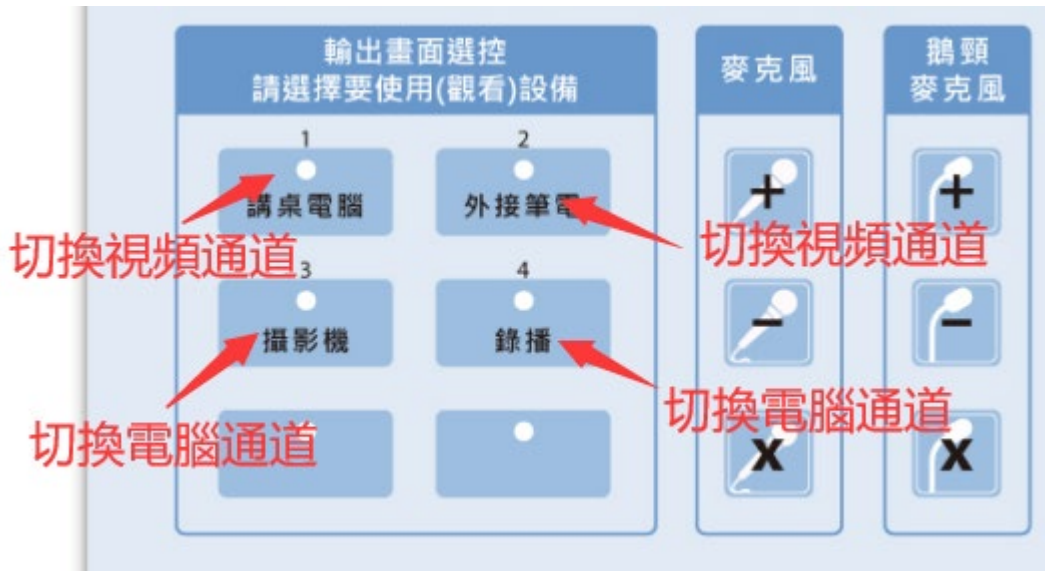 輸出畫面選控
請選擇要使用(觀看)設備
麥克風
鵝頸
麥克風
1
講桌電腦
2
外接筆電
+
+
切換視頻通道
切換視頻通道
3
攝影機
4
錄播
-
-
切換電腦通道
切換電腦通道
x
x